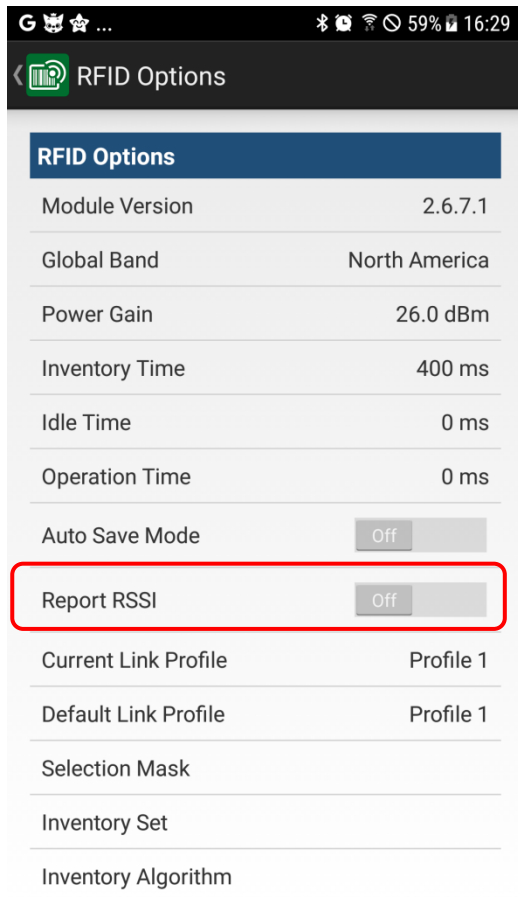 G ... 59% 16:29
RFID Options
RFID Options
Module Version 2.6.7.1
Global Band North America
Power Gain 26.0 dBm
Inventory Time 400 ms
Idle Time 0 ms
Operation Time 0 ms
Auto Save Mode Off
Report RSSI Off
Current Link Profile Profile 1
Default Link Profile Profile 1
Selection Mask
Inventory Set
Inventory Algorithm